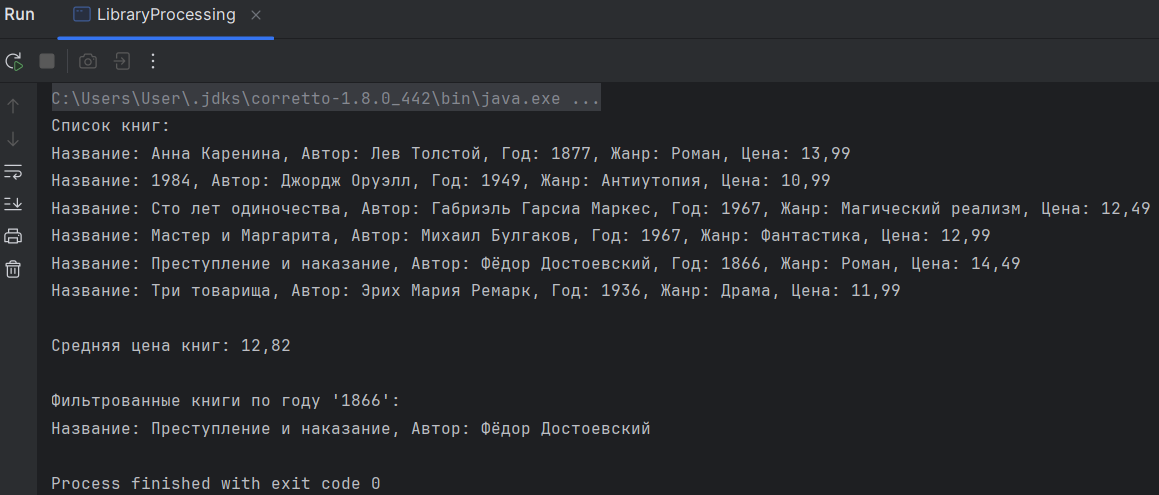 Run LibraryProcessing
C:\Users\User\.jdks\corretto-1.8.0_442\bin\java.exe ...
Список книг:
Название: Анна Каренина, Автор: Лев Толстой, Год: 1877, Жанр: Роман, Цена: 13,99
Название: 1984, Автор: Джордж Оруэлл, Год: 1949, Жанр: Антиутопия, Цена: 10,99
Название: Сто лет одиночества, Автор: Габриэль Гарсиа Маркес, Год: 1967, Жанр: Магический реализм, Цена: 12,49
Название: Мастер и Маргарита, Автор: Михаил Булгаков, Год: 1967, Жанр: Фантастика, Цена: 12,99
Название: Преступление и наказание, Автор: Фёдор Достоевский, Год: 1866, Жанр: Роман, Цена: 14,49
Название: Три товарища, Автор: Эрих Мария Ремарк, Год: 1936, Жанр: Драма, Цена: 11,99
Средняя цена книг: 12,82
Фильтрованные книги по году '1866':
Название: Преступление и наказание, Автор: Фёдор Достоевский
Process finished with exit code 0